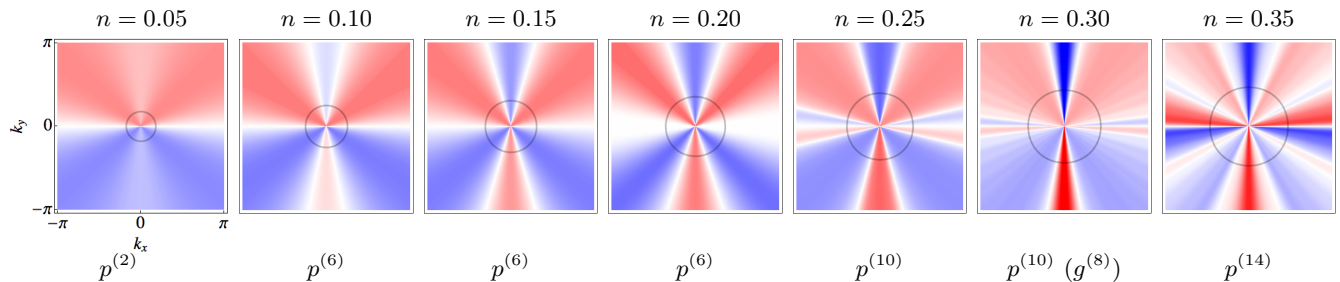 n = 0.05 n = 0.10 n = 0.15 n = 0.20 n = 0.25 n = 0.30 n = 0.35
π
k_y
0
−π
−π 0 π
k_x
p^{(2)} p^{(6)} p^{(6)} p^{(6)} p^{(10)} p^{(10)} (g^{(8)}) p^{(14)}